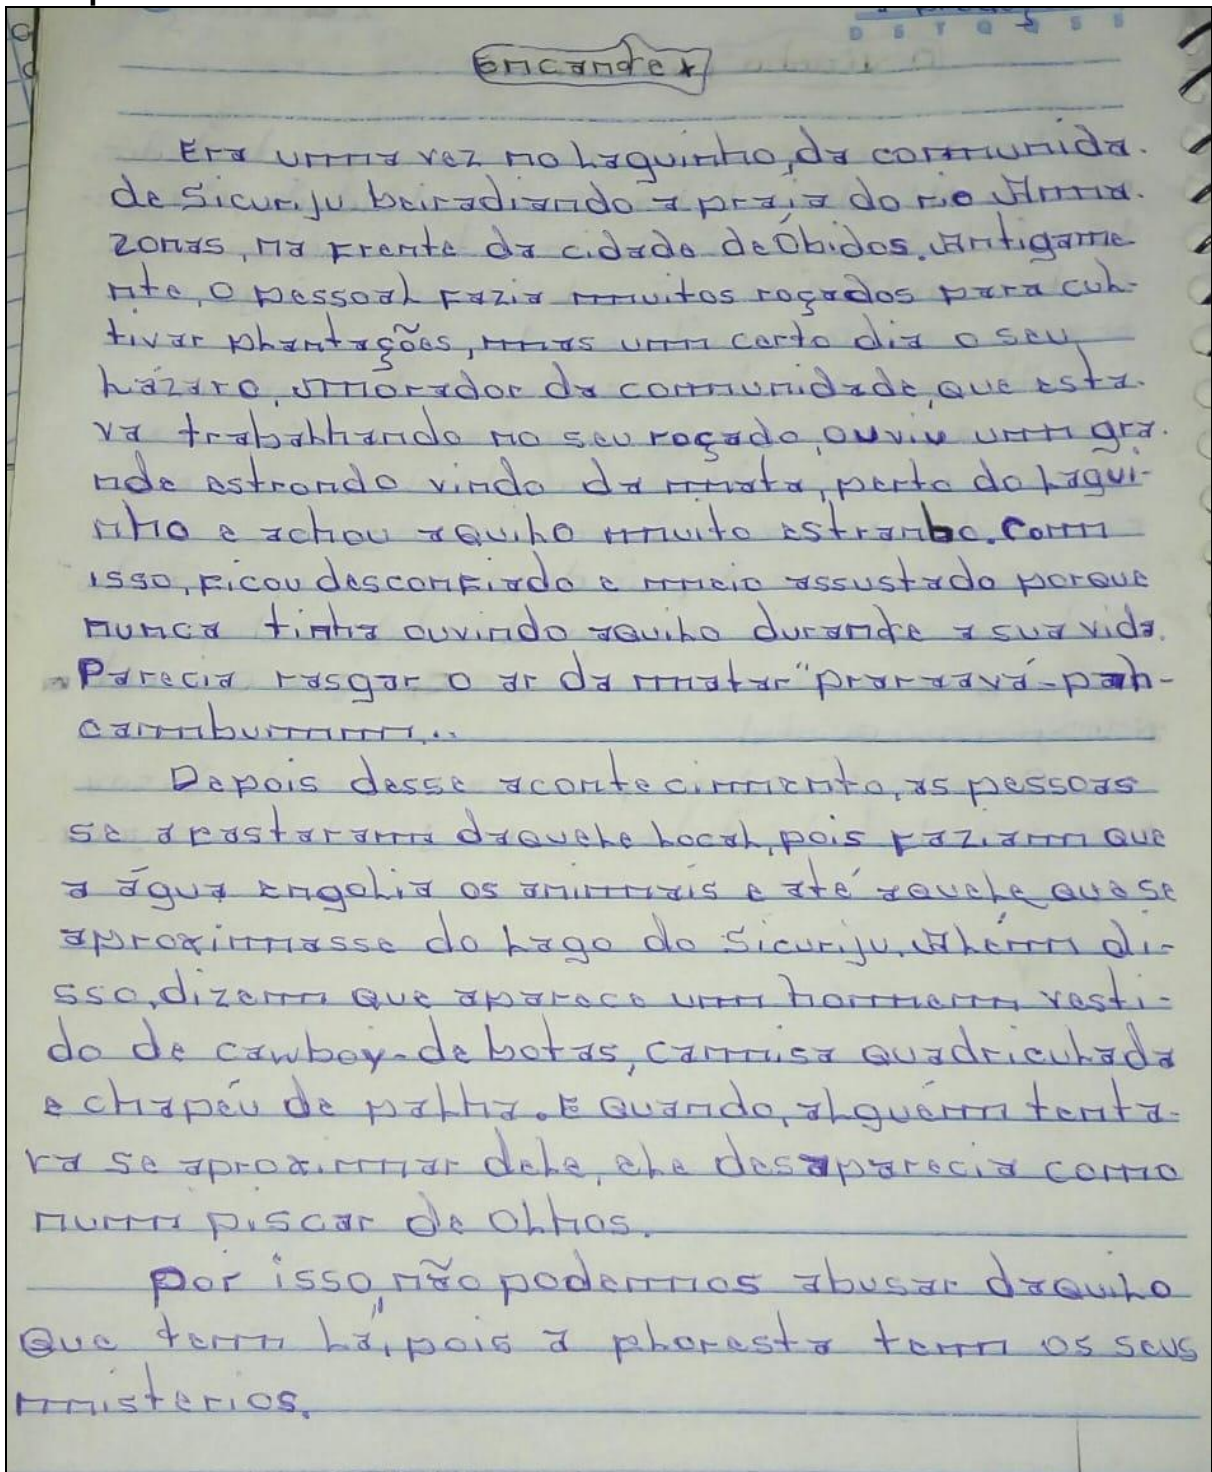 D S T Q Q S S
encante
Era uma vez no Laguinho, da comunida-
de Sicuriju beiradiando a praia do rio Ama-
zonas, na frente da cidade de Óbidos. Antigame
nte, o pessoal fazia muitos roçados para cul-
tivar plantações, mas um certo dia o seu
Lázaro, morador da comunidade, que esta-
va trabalhando no seu roçado, ouviu um gra-
nde estrondo vindo da mata, perto do Lagui-
nho e achou aquilo muito estranho. Com
isso, ficou desconfiado e meio assustado porque
nunca tinha ouvindo aquilo durante a sua vida.
Parecia rasgar o ar da matar "prarraavá-pah-
cambummm...
Depois desse acontecimento, as pessoas
se afastaram daquele local, pois faziam que
a água engolia os animais e até aquele que se
aproximasse do Lago do Sicuriju. Além di-
sso, dizem que aparece um homem vesti-
do de cawboy-de botas, camisa quadriculada
e chapéu de palha. E quando, alguém tenta-
va se aproximar dele, ele desaparecia como
num piscar de olhos.
Por isso, não podemos abusar daquilo
que tem lá", pois a floresta tem os seus
misterios.